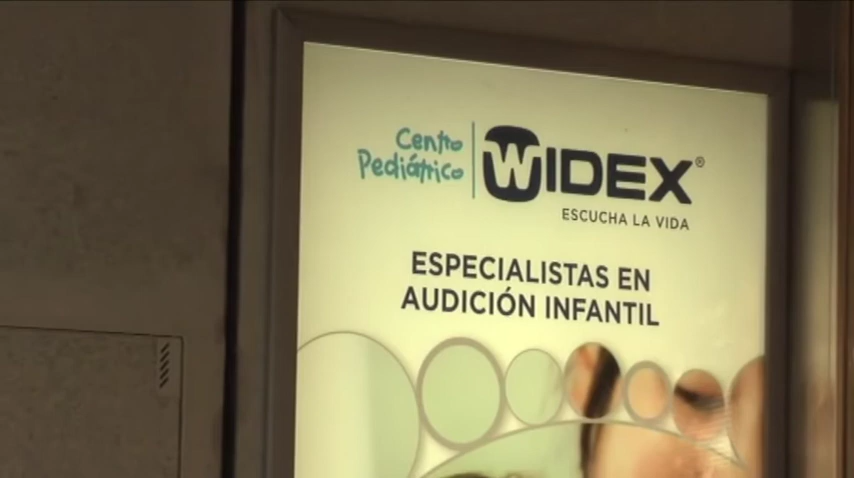 Centro
Pediátrico
WIDEX®
ESCUCHA LA VIDA
ESPECIALISTAS EN
AUDICIÓN INFANTIL